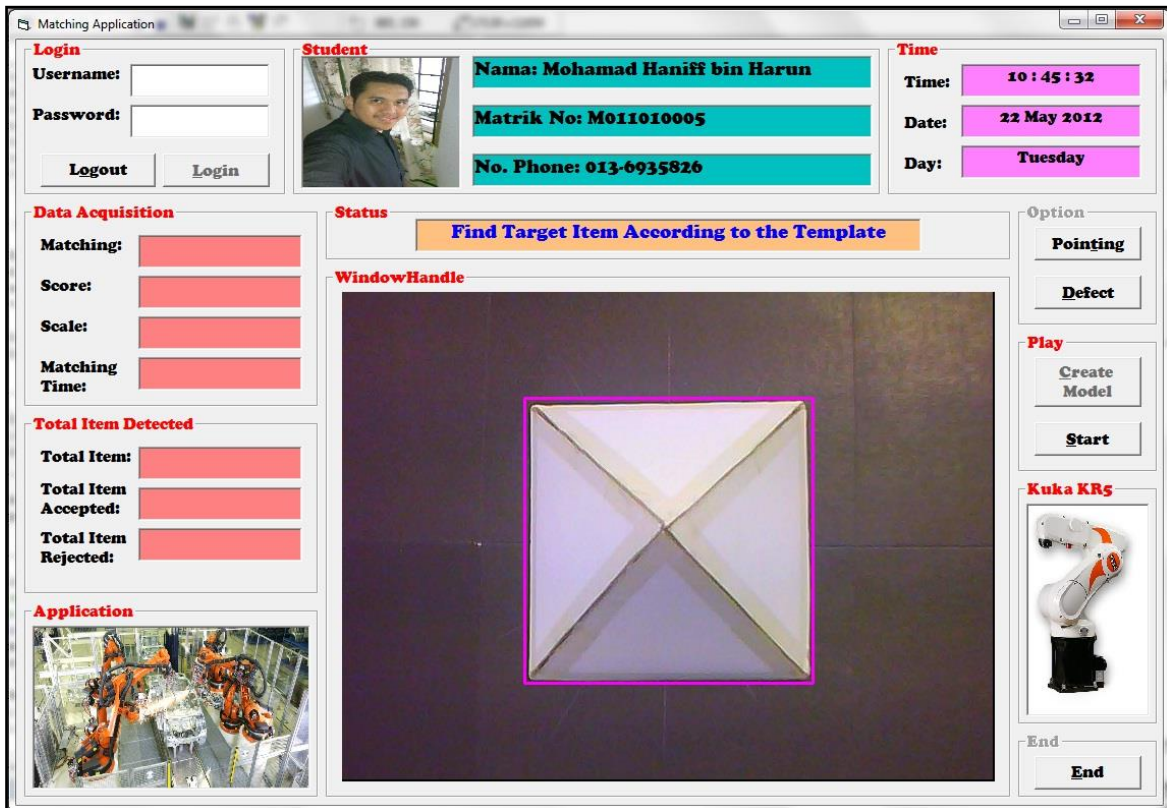 Matching Application
Login
Username:
Password:
Logout
Login
Student
Nama: Mohamad Haniff bin Harun
Matrik No: M011010005
No. Phone: 013-6935826
Time
Time:
10 : 45 : 32
Date:
22 May 2012
Day:
Tuesday
Data Acquisition
Matching:
Score:
Scale:
Matching
Time:
Total Item Detected
Total Item:
Total Item
Accepted:
Total Item
Rejected:
Application
Status
Find Target Item According to the Template
WindowHandle
Option
Pointing
Defect
Play
Create
Model
Start
Kuka KR5
End
End